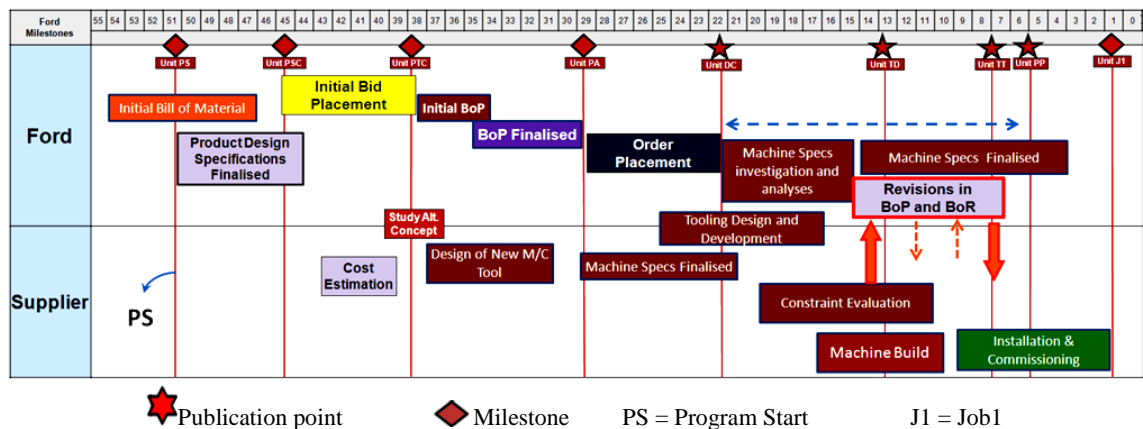 Ford Milestones 55 54 53 52 51 50 49 48 47 46 45 44 43 42 41 40 39 38 37 36 35 34 33 32 31 30 29 28 27 26 25 24 23 22 21 20 19 18 17 16 15 14 13 12 11 10 9 8 7 6 5 4 3 2 1 0
Unit PS Unit PSC Unit PTC Unit PA Unit DC Unit TD Unit TT Unit PP Unit J1
Ford
Initial Bill of Material
Product Design
Specifications
Finalised
Initial Bid
Placement
Initial BoP
BoP Finalised
Order
Placement
Machine Specs
investigation and
analyses
Machine Specs Finalised
Revisions in
BoP and BoR
Study Alt.
Concept
Tooling Design and
Development
Supplier
PS
Cost
Estimation
Design of New M/C
Tool
Machine Specs Finalised
Constraint Evaluation
Machine Build
Installation &
Commissioning
Publication point Milestone PS = Program Start J1 = Job1